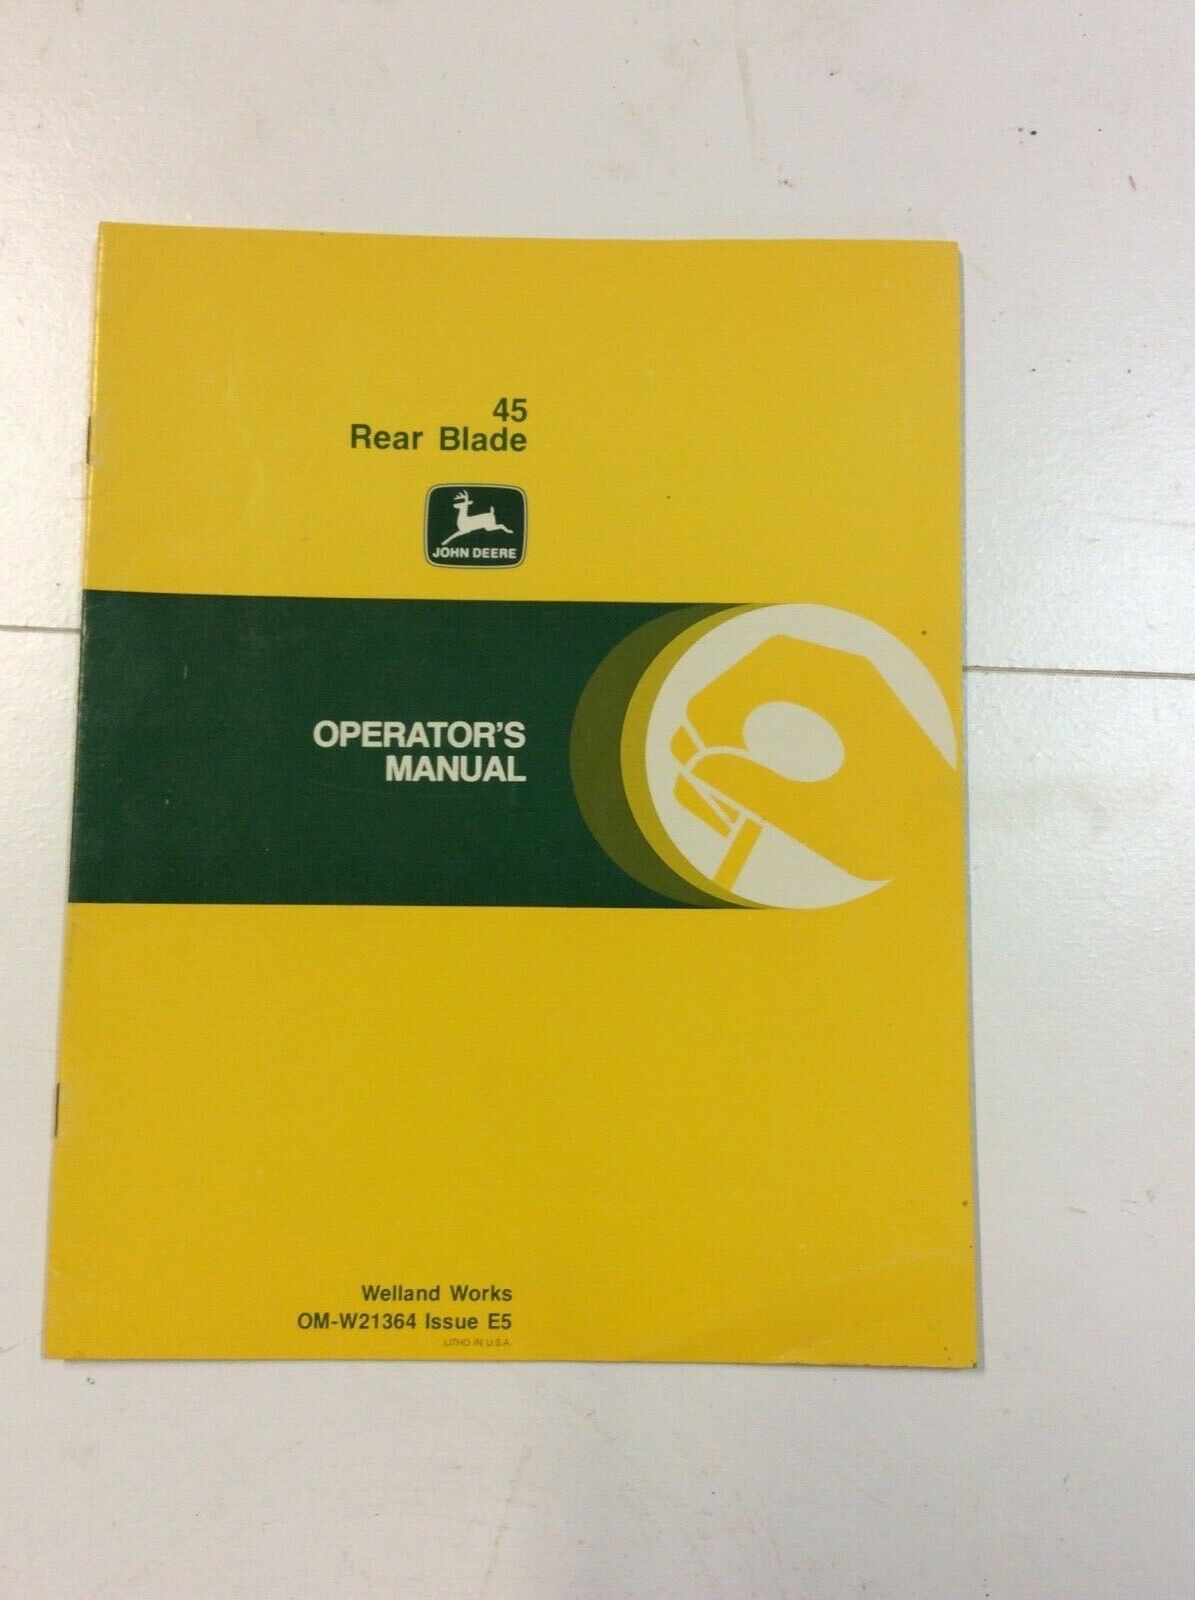 45
Rear Blade
JOHN DEERE
OPERATOR'S
MANUAL
Welland Works
OM-W21364 Issue E5
LITHO IN U.S.A.